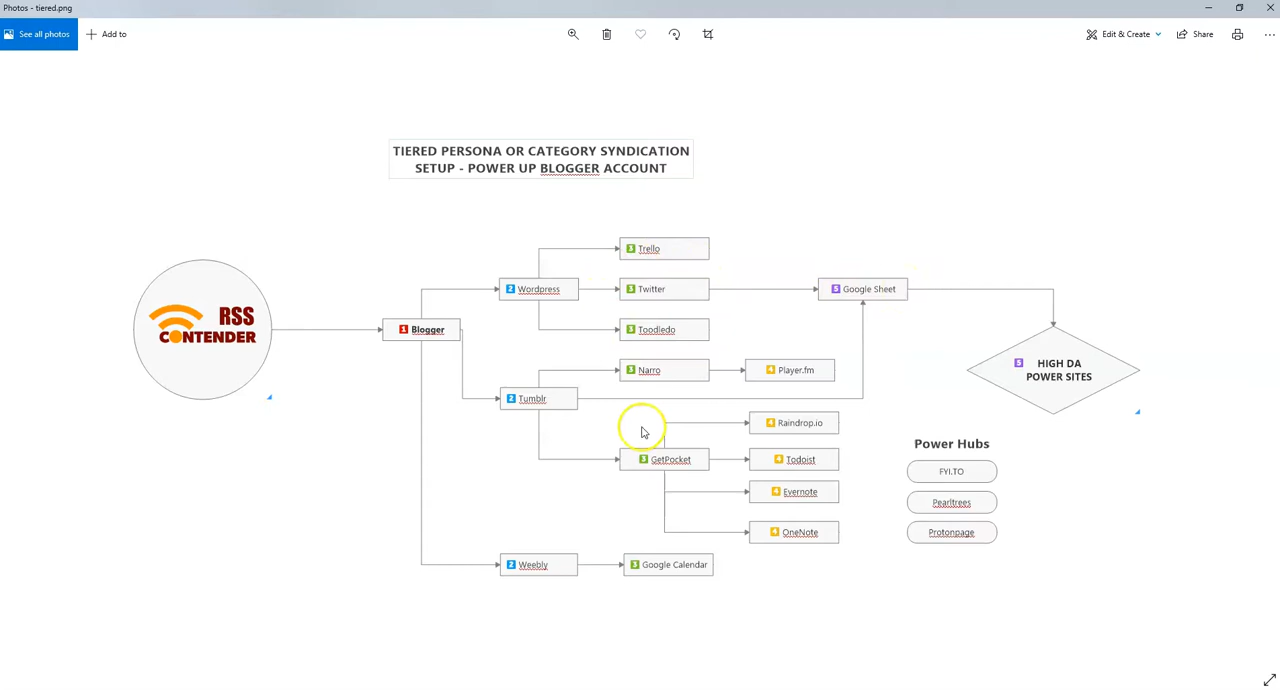 Photos - tiered.png
See all photos
Add to
Edit & Create
Share
TIERED PERSONA OR CATEGORY SYNDICATION
SETUP - POWER UP BLOGGER ACCOUNT
RSS
CONTENDER
1 Blogger
2 Wordpress
3 Trello
3 Twitter
3 Toodledo
5 Google Sheet
5 HIGH DA
POWER SITES
2 Tumblr
3 Narro
4 Player.fm
3 GetPocket
4 Raindrop.io
4 Todoist
4 Evernote
4 OneNote
2 Weebly
3 Google Calendar
Power Hubs
FYI.TO
Pearltrees
Protonpage